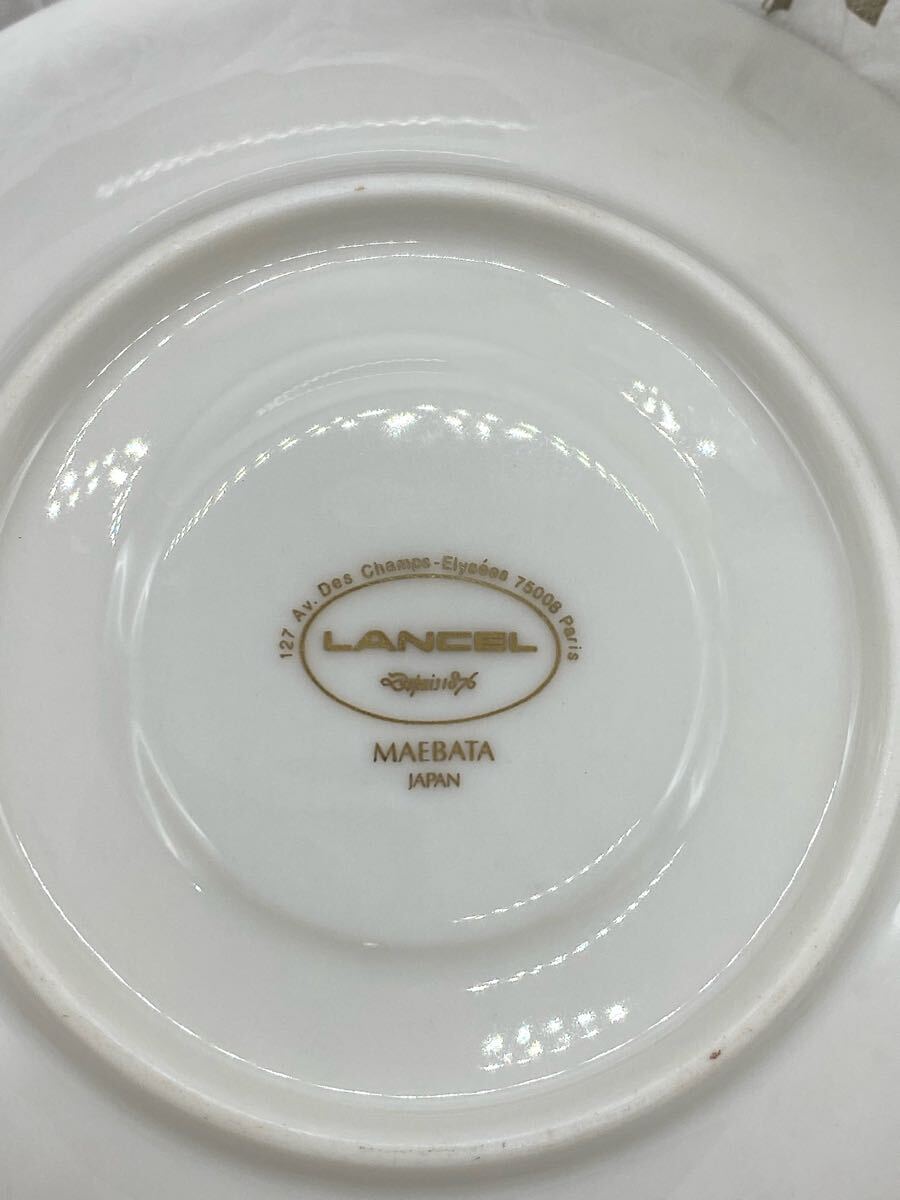 127 Av. Des Champs-Elysées 75008 Paris
LANCEL
Depuis 1876
MAEBATA
JAPAN